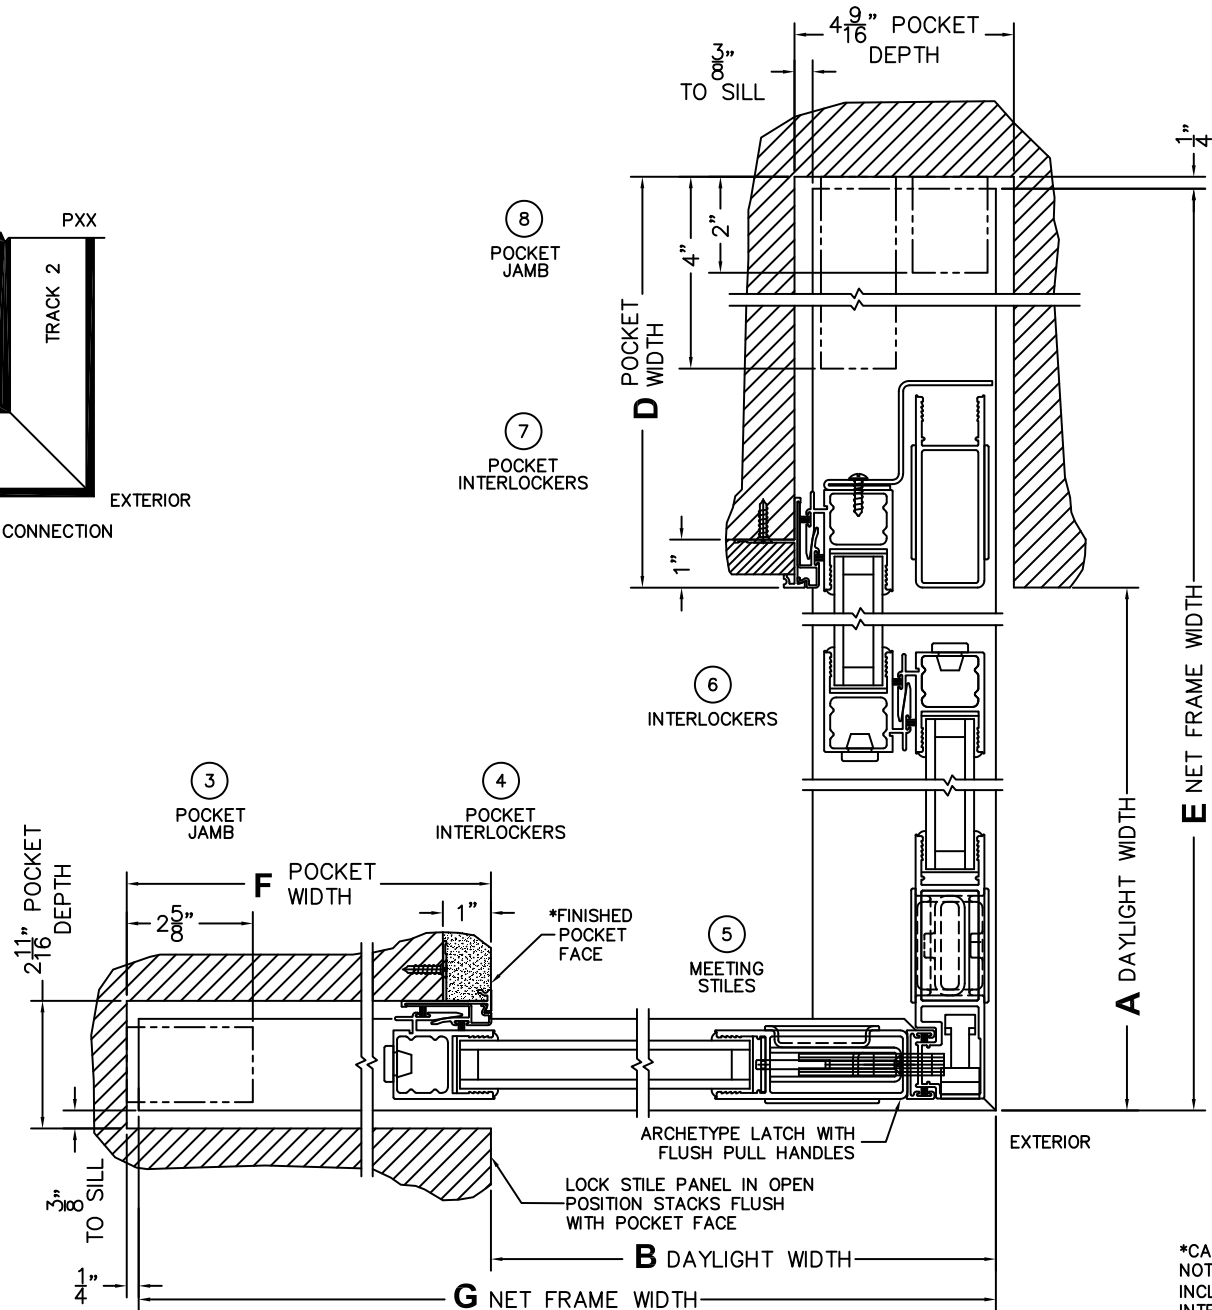 4 9/16" POCKET
DEPTH
3/8"
TO SILL
1/4"
PXX
TRACK 2
8
POCKET
JAMB
2"
4"
D POCKET
WIDTH
7
POCKET
INTERLOCKERS
EXTERIOR
CONNECTION
1"
6
INTERLOCKERS
E NET FRAME WIDTH
A DAYLIGHT WIDTH
3
POCKET
JAMB
4
POCKET
INTERLOCKERS
2 11/16" POCKET
DEPTH
F POCKET
WIDTH
2 5/8"
1"
*FINISHED
POCKET
FACE
5
MEETING
STILES
ARCHETYPE LATCH WITH
FLUSH PULL HANDLES
EXTERIOR
LOCK STILE PANEL IN OPEN
POSITION STACKS FLUSH
WITH POCKET FACE
3/8"
TO SILL
B DAYLIGHT WIDTH
1/4"
G NET FRAME WIDTH
*CA
NOT
INCL